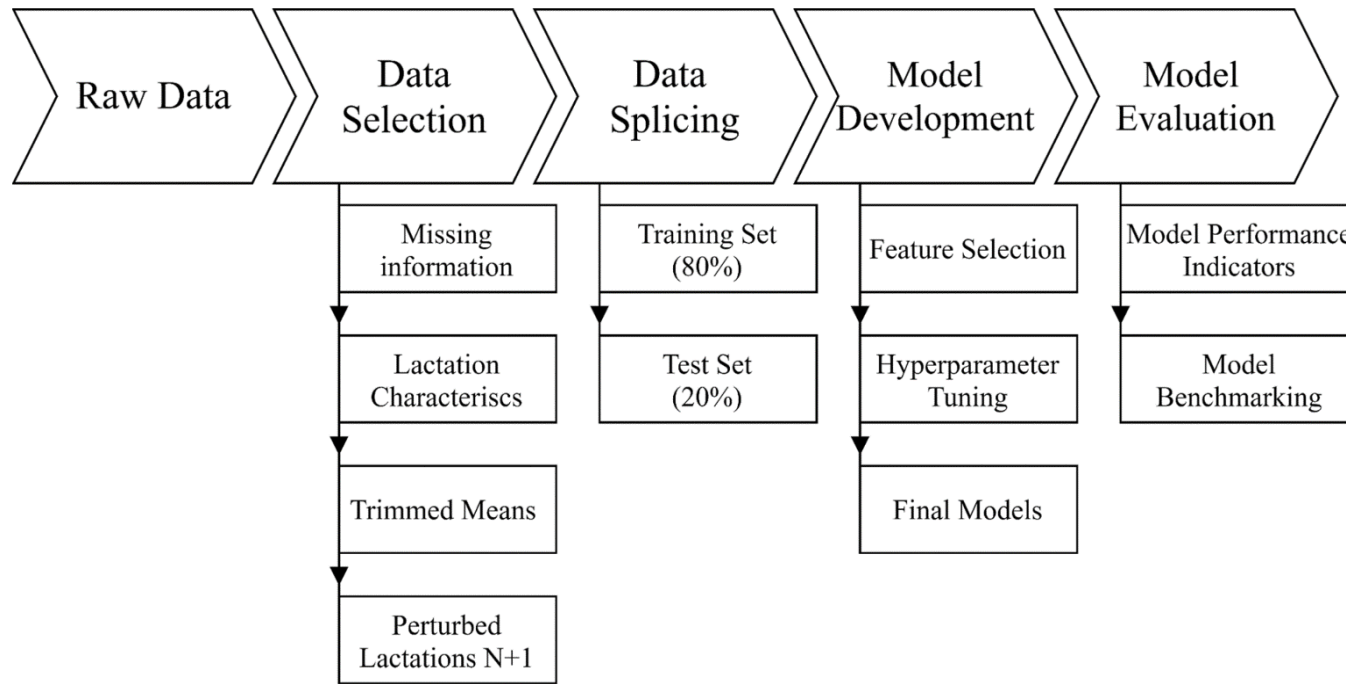 Raw Data
Data
Selection
Data
Splicing
Model
Development
Model
Evaluation
Missing
information
Lactation
Characteriscs
Trimmed Means
Perturbed
Lactations N+1
Training Set
(80%)
Test Set
(20%)
Feature Selection
Hyperparameter
Tuning
Final Models
Model Performance
Indicators
Model
Benchmarking